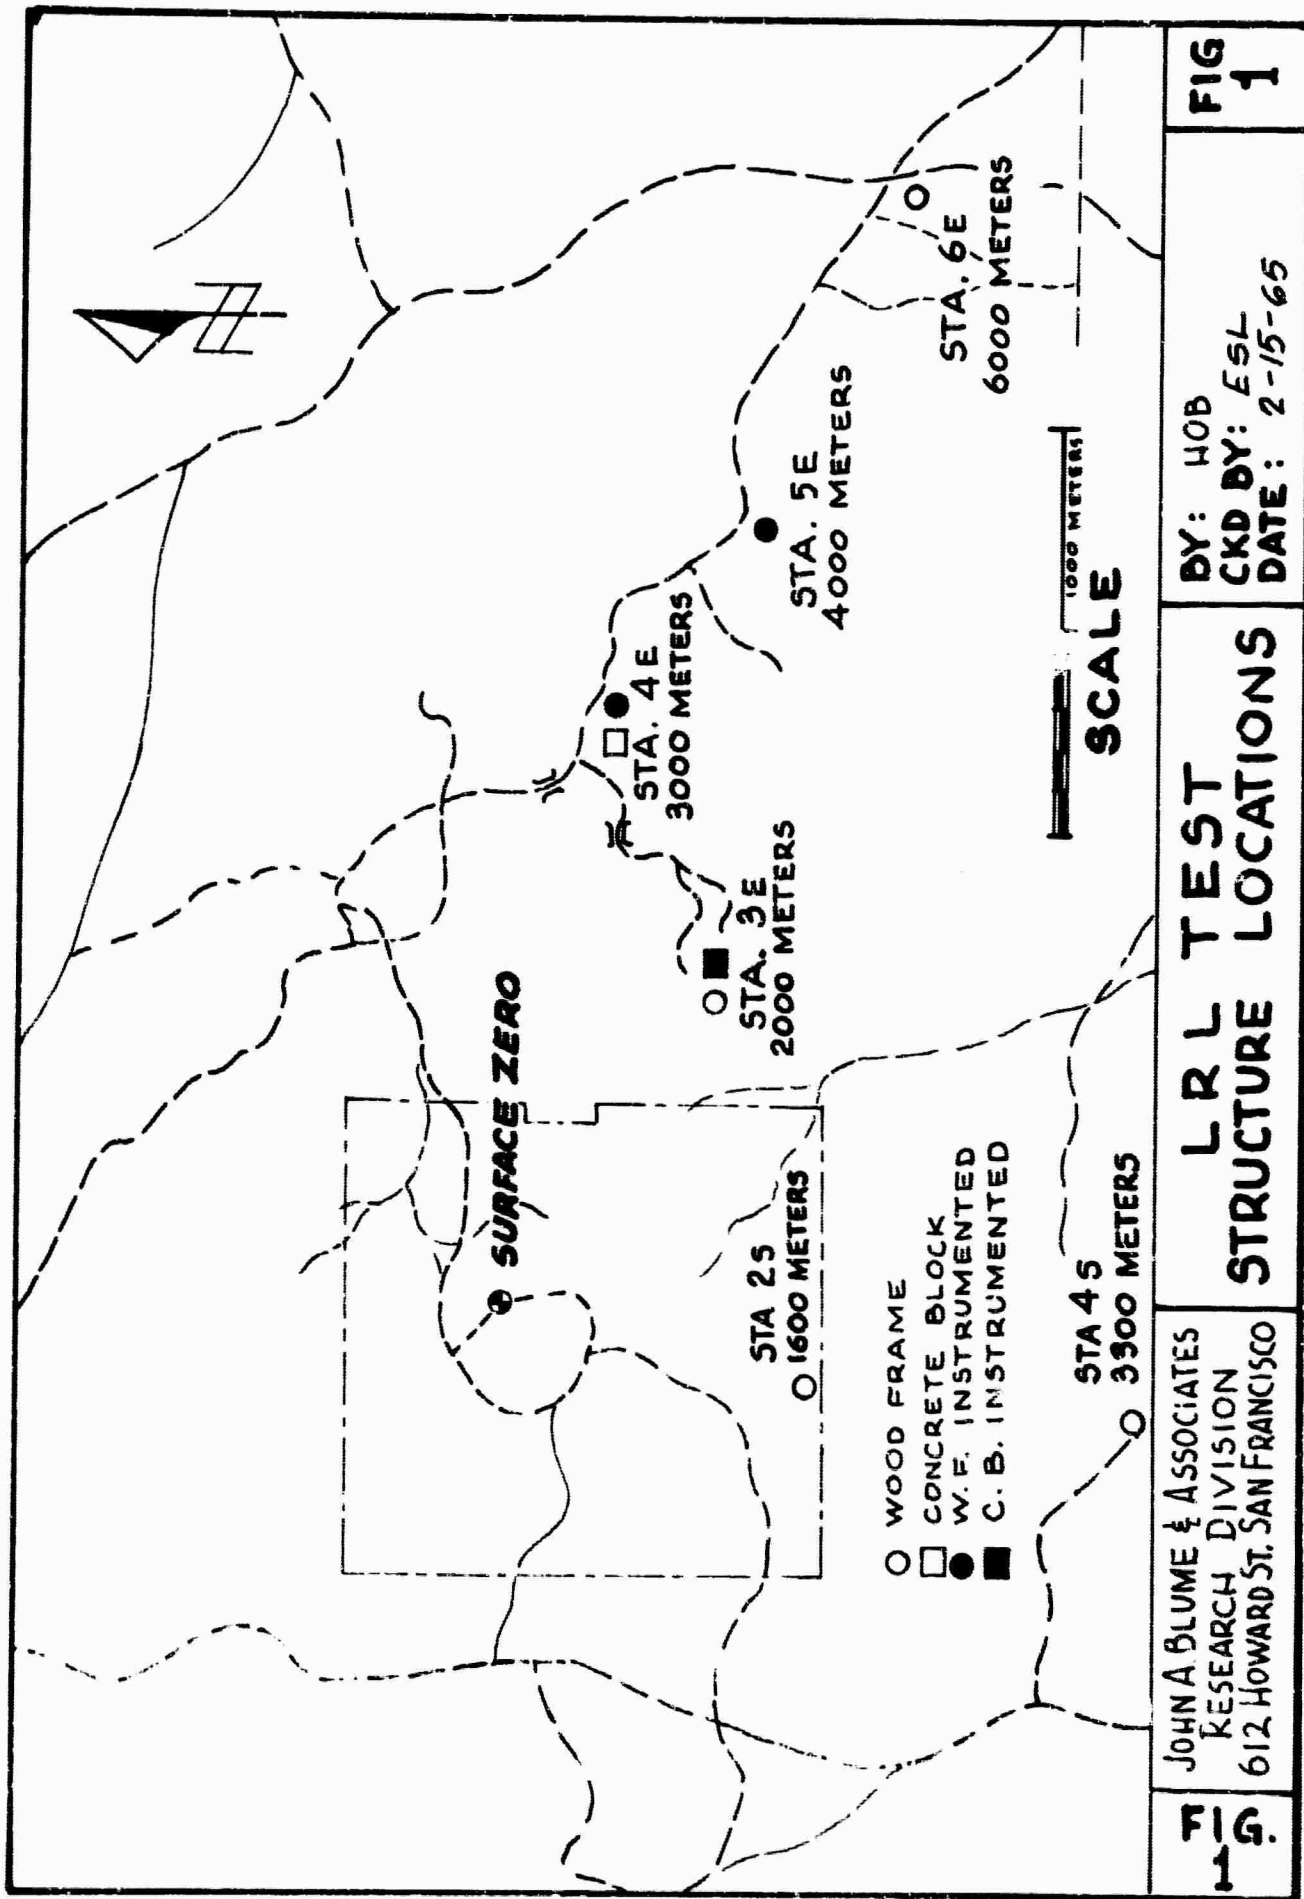 SURFACE ZERO
STA. 3E
2000 METERS
STA. 4E
3000 METERS
STA. 5E
4000 METERS
STA. 6E
6000 METERS
STA 2S
1600 METERS
STA 4S
3300 METERS
WOOD FRAME
CONCRETE BLOCK
W. F. INSTRUMENTED
C. B. INSTRUMENTED
1000 METERS
SCALE
FIG. 1
JOHN A BLUME & ASSOCIATES
RESEARCH DIVISION
612 HOWARD ST. SAN FRANCISCO
L R L TEST
STRUCTURE LOCATIONS
BY: HOB
CKD BY: ESL
DATE: 2-15-65
FIG
1